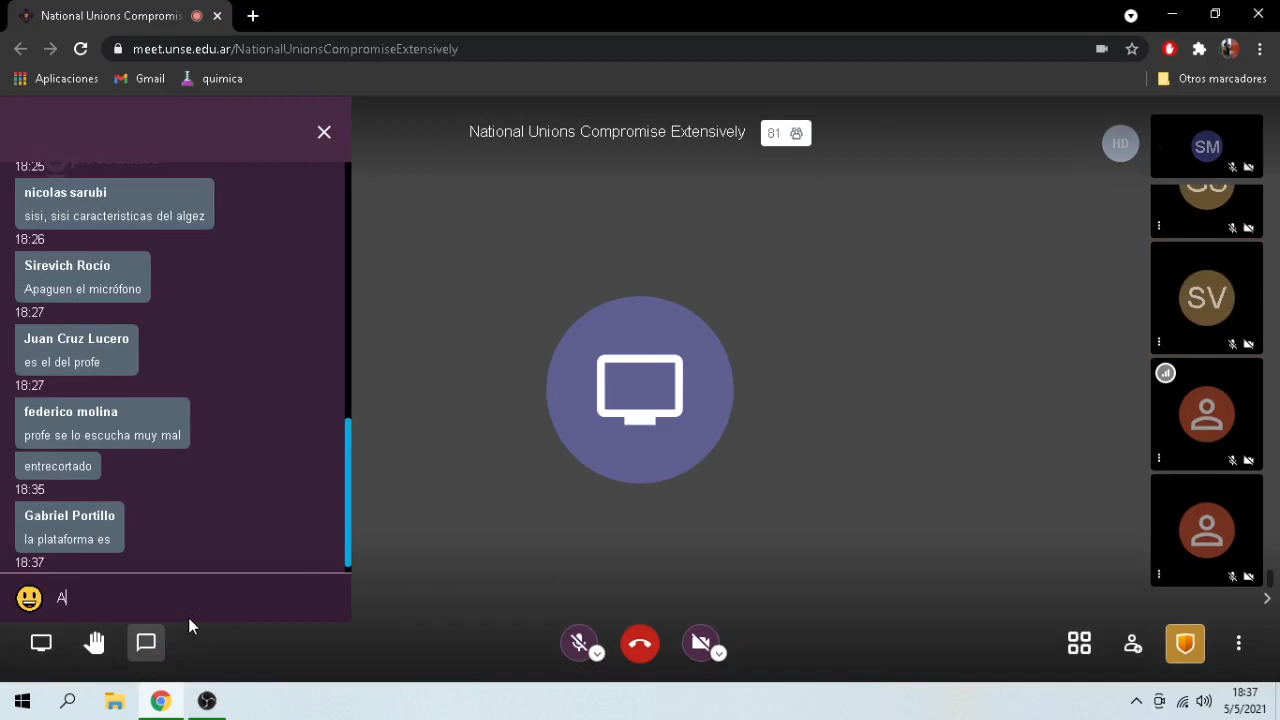 National Unions Compromis
meet.unse.edu.ar/NationalUnionsCompromiseExtensively
Aplicaciones
Gmail
quimica
Otros marcadores
National Unions Compromise Extensively
81
HD
SM
SV
18:25
nicolas sarubi
sisi, sisi caracteristicas del algez
18:26
Sirevich Rocío
Apaguen el micrófono
18:27
Juan Cruz Lucero
es el del profe
18:27
federico molina
profe se lo escucha muy mal
entrecortado
18:35
Gabriel Portillo
la plataforma es
18:37
A
18:37
5/5/2021